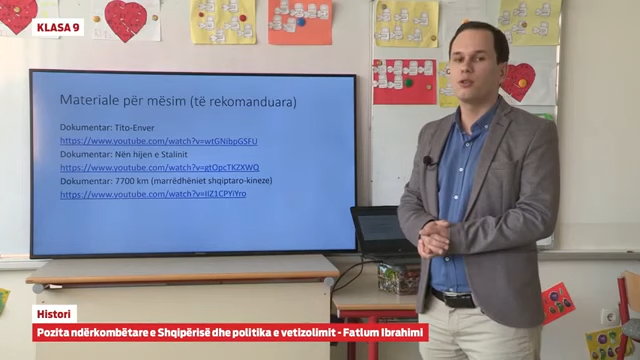 KLASA 9
Materiale për mësim (të rekomanduara)
Dokumentar: Tito-Enver
https://www.youtube.com/watch?v=wtGNibpGSFU
Dokumentar: Nën hijen e Stalinit
https://www.youtube.com/watch?v=gtOpcTKZXWQ
Dokumentar: 7700 km (marrëdhëniet shqiptaro-kineze)
https://www.youtube.com/watch?v=IIZ1CPYiYro
Histori
Pozita ndërkombëtare e Shqipërisë dhe politika e vetizolimit - Fatlum Ibrahimi